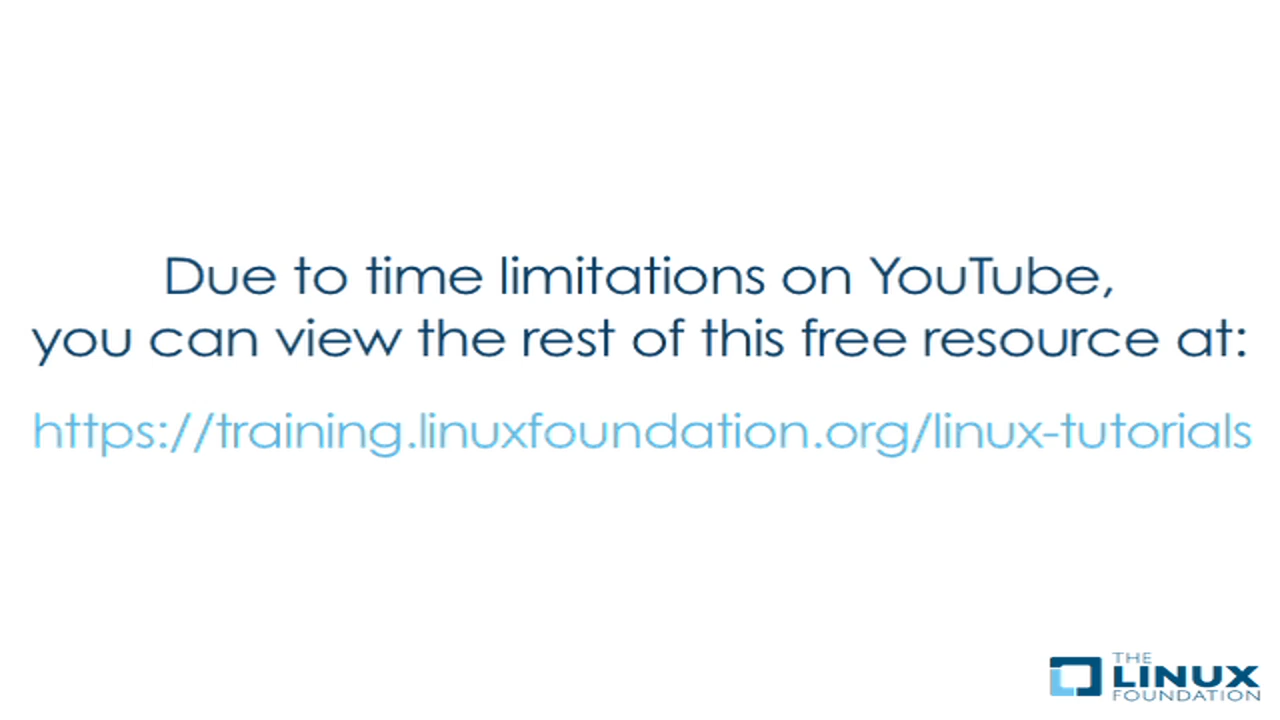 Due to time limitations on YouTube,
you can view the rest of this free resource at:
https://training.linuxfoundation.org/linux-tutorials
THE
LINUX
FOUNDATION